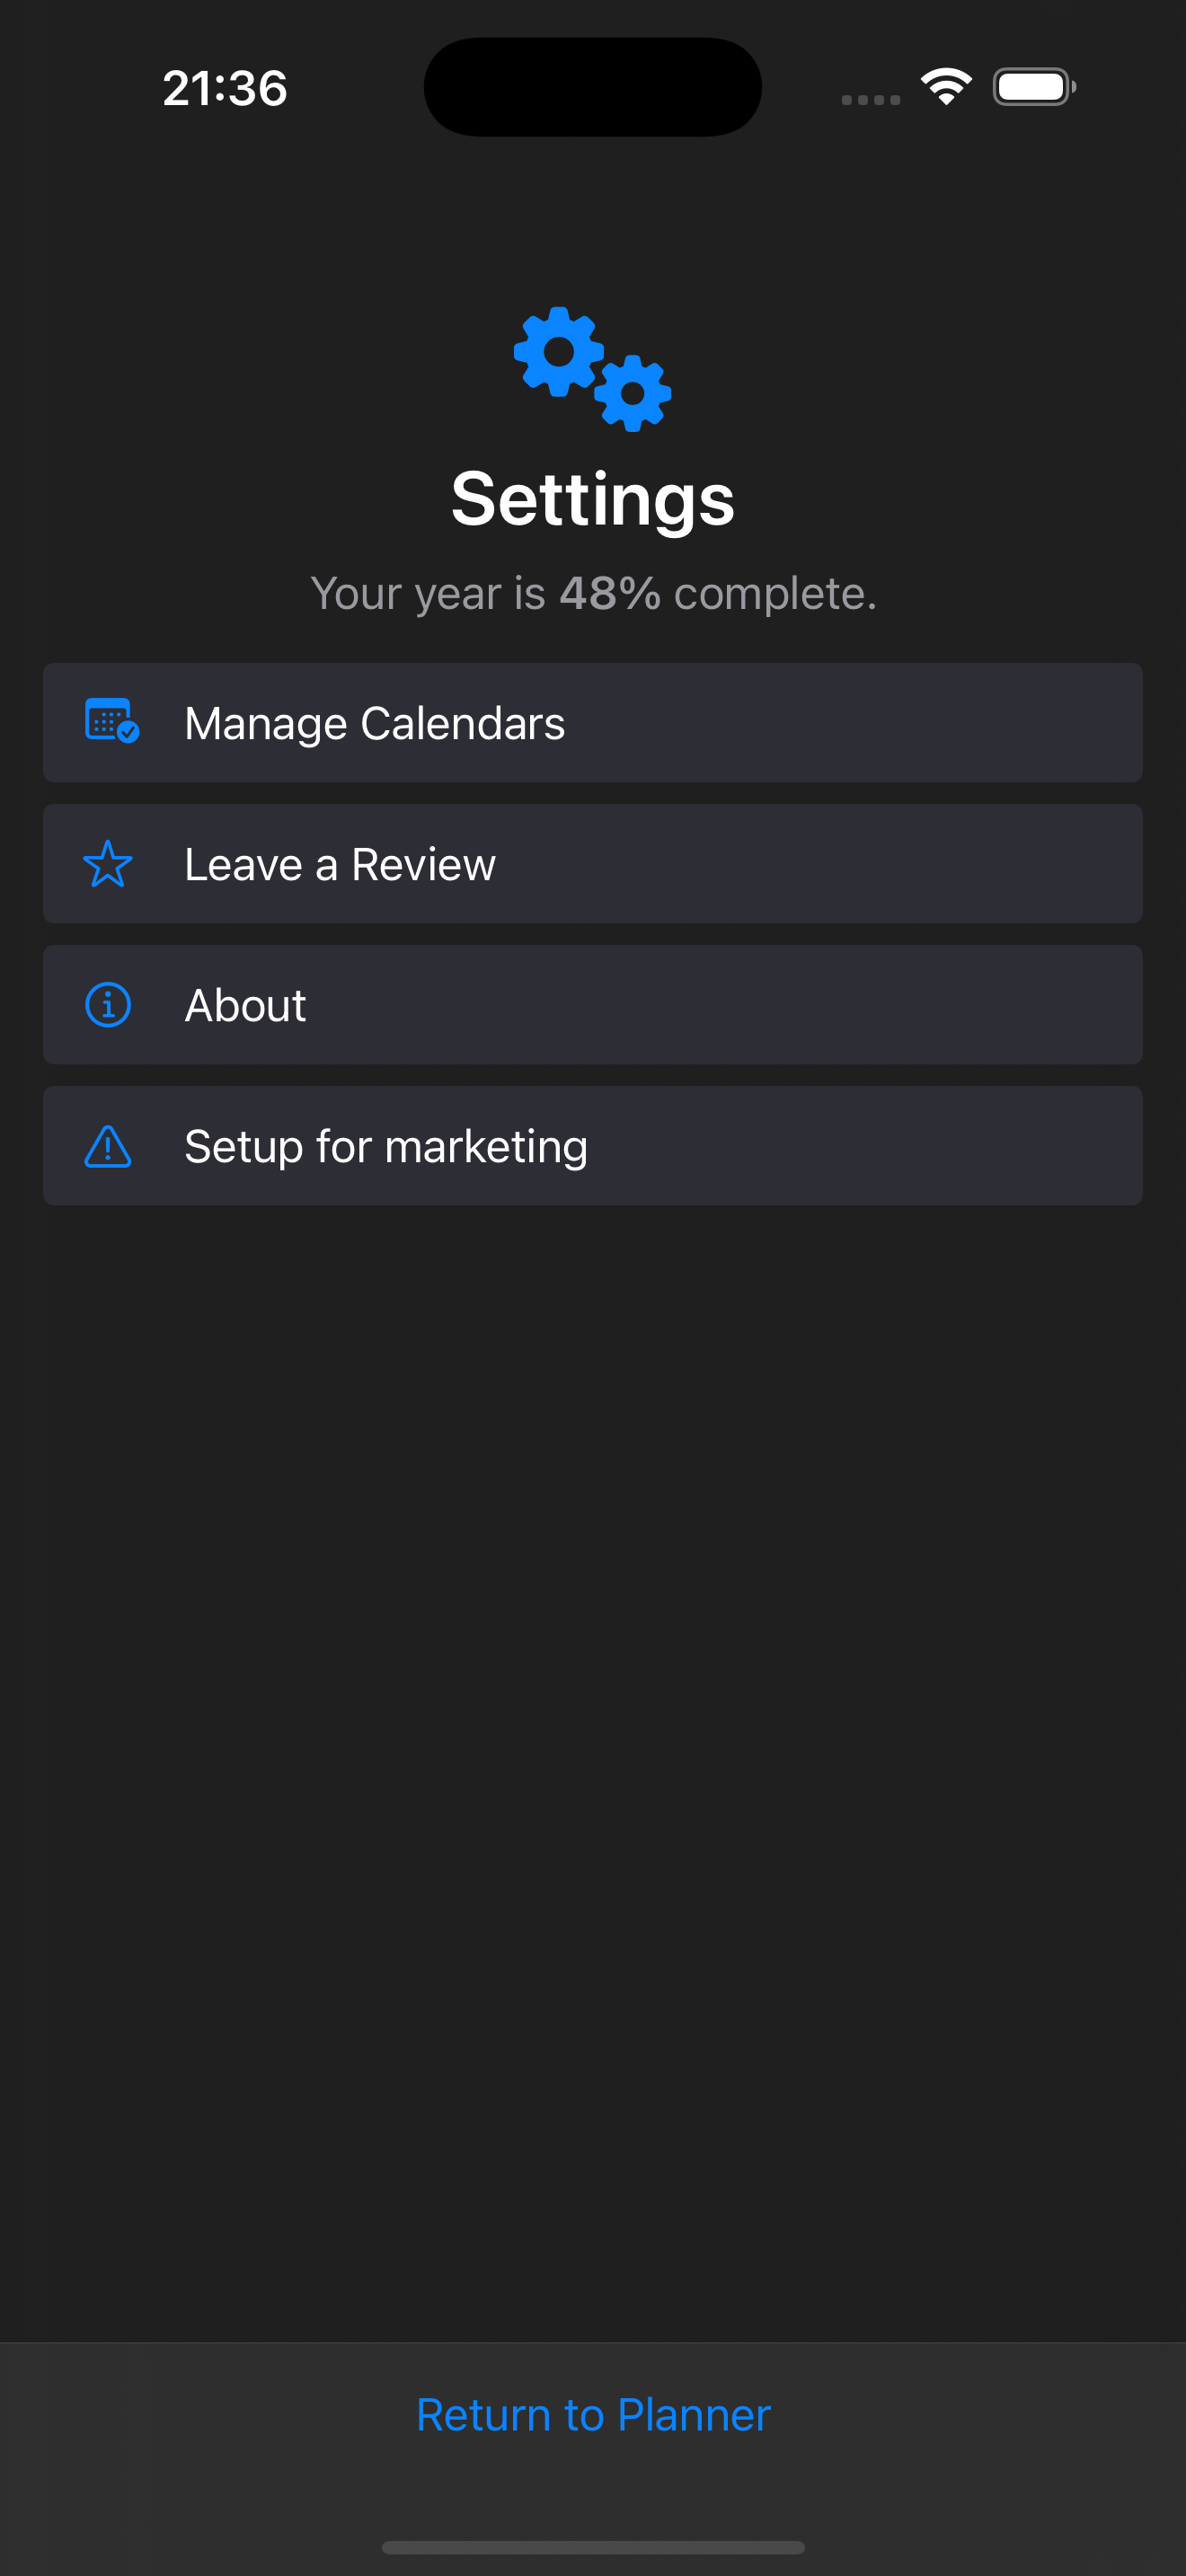 21:36
Settings
Your year is 48% complete.
Manage Calendars
Leave a Review
About
Setup for marketing
Return to Planner